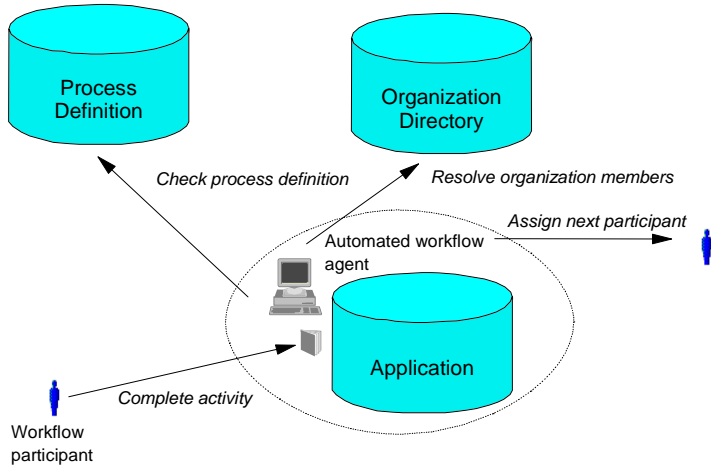 Process
Definition
Organization
Directory
Check process definition
Resolve organization members
Assign next participant
Automated workflow
agent
Application
Complete activity
Workflow
participant